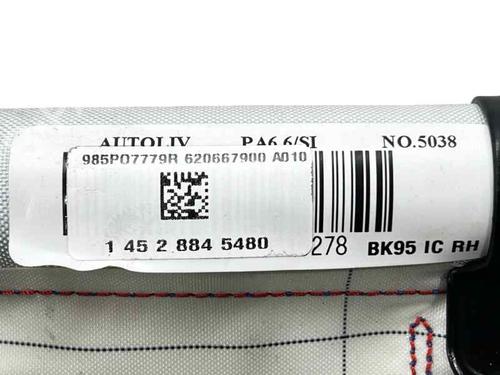 AUTOLIV PA6.6/SI NO.5038
985P07779R 620667900 A010
1 45 2 884 5480
278 BK95 IC RH